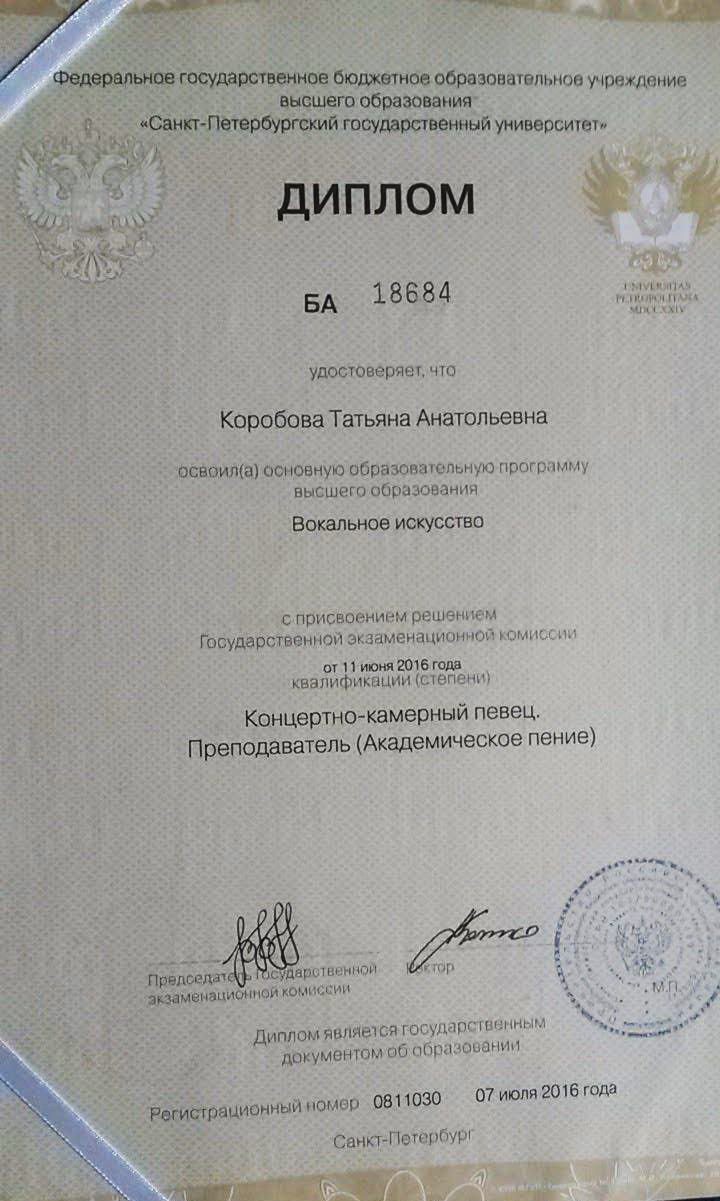 Федеральное государственное бюджетное образовательное учреждение
высшего образования
«Санкт-Петербургский государственный университет»
ДИПЛОМ
UNIVERSITAS
PETROPOLITANA
MDCCXXIV
БА 18684
удостоверяет, что
Коробова Татьяна Анатольевна
освоил(а) основную образовательную программу
высшего образования
Вокальное искусство
с присвоением решением
Государственной экзаменационной комиссии
от 11 июня 2016 года
квалификации (степени)
Концертно-камерный певец.
Преподаватель (Академическое пение)
Председатель Государственной
экзаменационной комиссии
Ректор
М.П.
Диплом является государственным
документом об образовании
Регистрационный номер 0811030 07 июля 2016 года
Санкт-Петербург